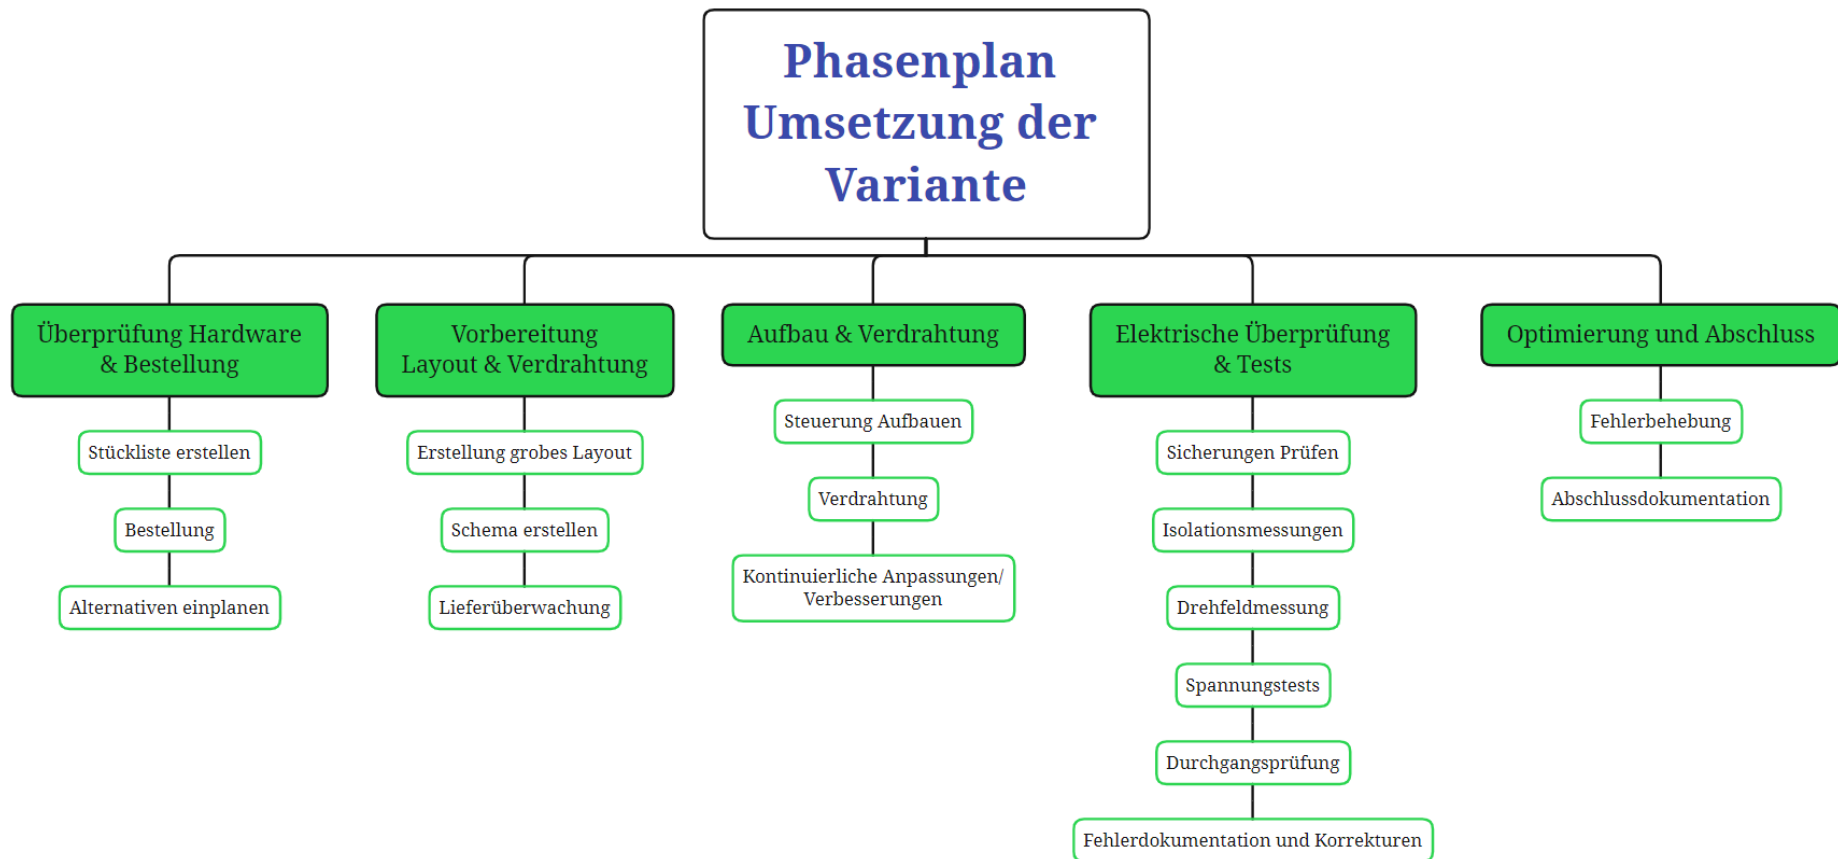 Phasenplan
Umsetzung der
Variante
Überprüfung Hardware
& Bestellung
Stückliste erstellen
Bestellung
Alternativen einplanen
Vorbereitung
Layout & Verdrahtung
Erstellung grobes Layout
Schema erstellen
Lieferüberwachung
Aufbau & Verdrahtung
Steuerung Aufbauen
Verdrahtung
Kontinuierliche Anpassungen/
Verbesserungen
Elektrische Überprüfung
& Tests
Sicherungen Prüfen
Isolationsmessungen
Drehfeldmessung
Spannungstests
Durchgangsprüfung
Fehlerdokumentation und Korrekturen
Optimierung und Abschluss
Fehlerbehebung
Abschlussdokumentation